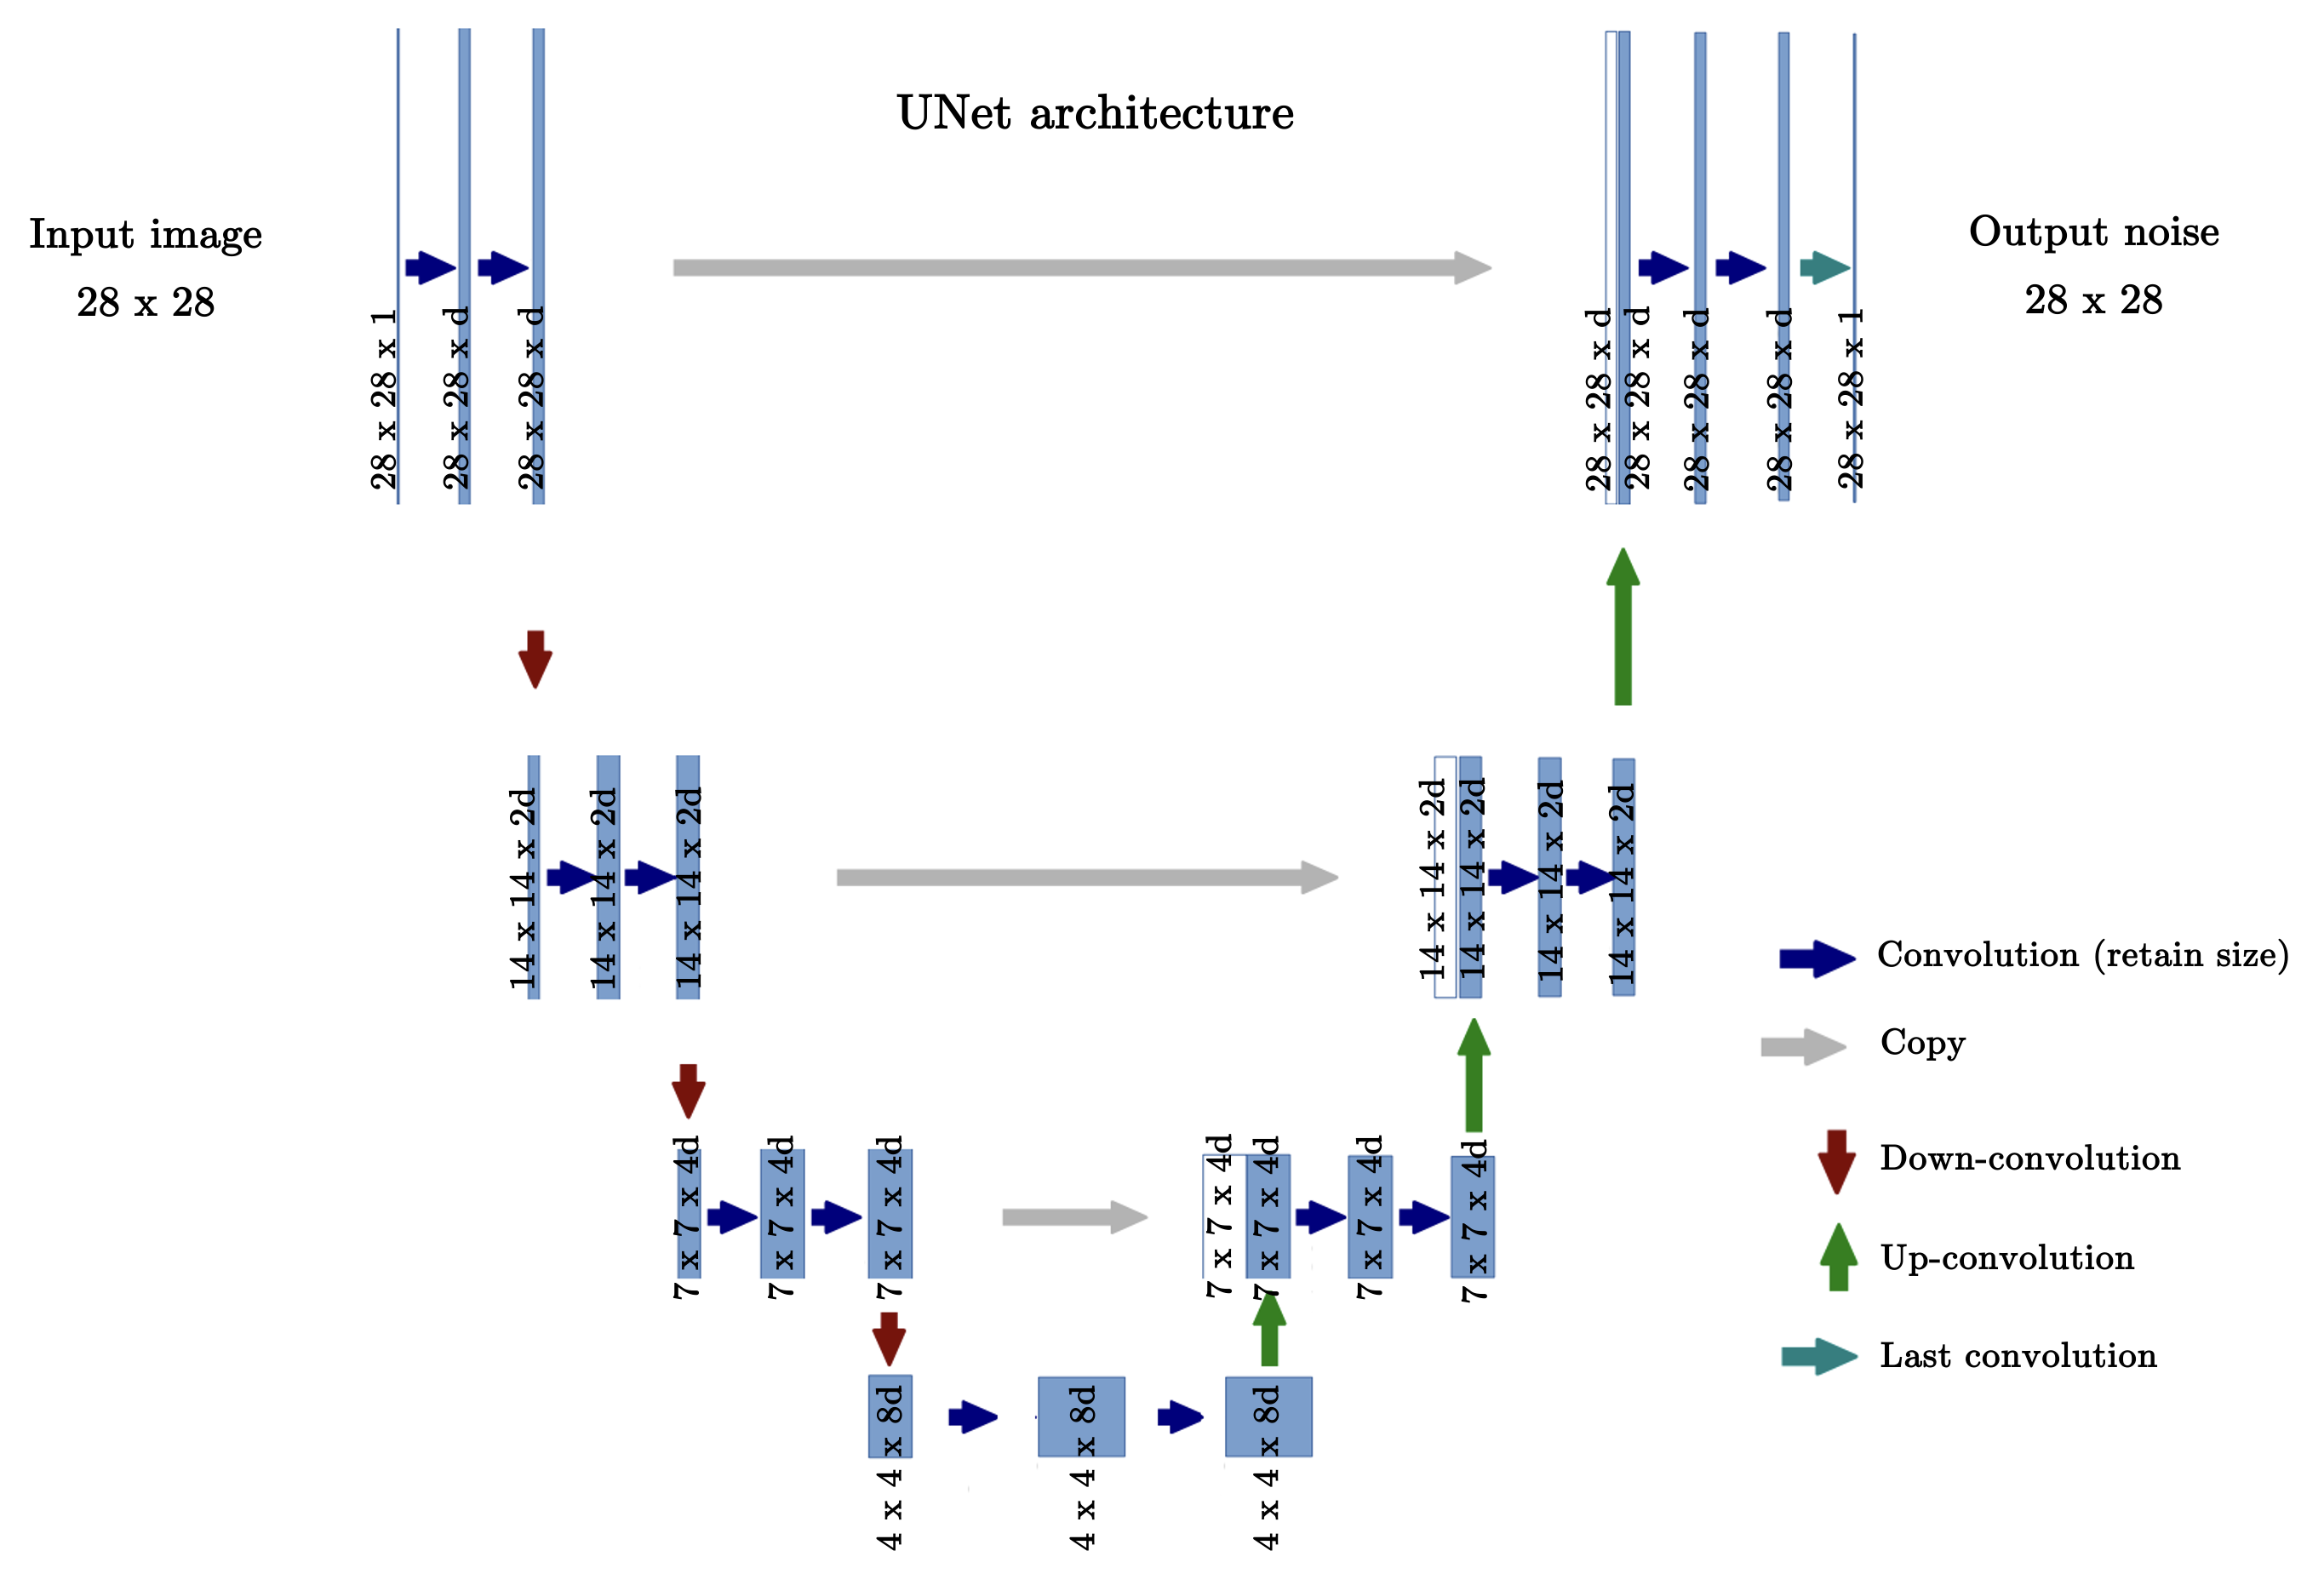 UNet architecture
Input image
28 x 28
28 x 28 x 1
28 x 28 x d
28 x 28 x d
28 x 28 x d
28 x 28 x d
28 x 28 x d
28 x 28 x d
28 x 28 x 1
Output noise
28 x 28
14 x 14 x 2d
14 x 14 x 2d
14 x 14 x 2d
14 x 14 x 2d
14 x 14 x 2d
14 x 14 x 2d
14 x 14 x 2d
7 x 7 x 4d
7 x 7 x 4d
7 x 7 x 4d
7 x 7 x 4d
7 x 7 x 4d
7 x 7 x 4d
7 x 7 x 4d
4 x 4 x 8d
4 x 4 x 8d
4 x 4 x 8d
Convolution (retain size)
Copy
Down-convolution
Up-convolution
Last convolution